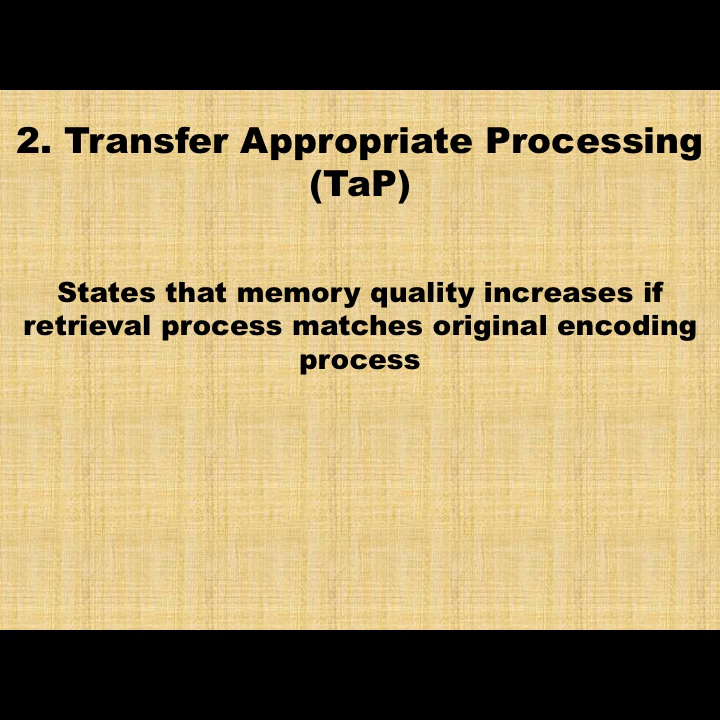 2. Transfer Appropriate Processing
(TaP)
States that memory quality increases if
retrieval process matches original encoding
process